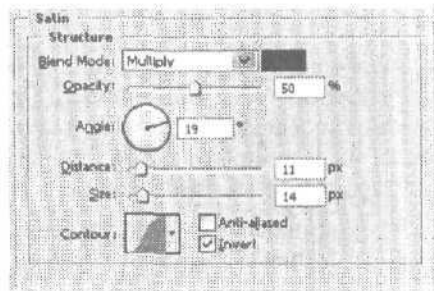 Satin
Structure
Blend Mode: Multiply
Opacity: 50 %
Angle: 19 °
Distance: 11 px
Size: 14 px
Contour: Anti-aliased
Invert